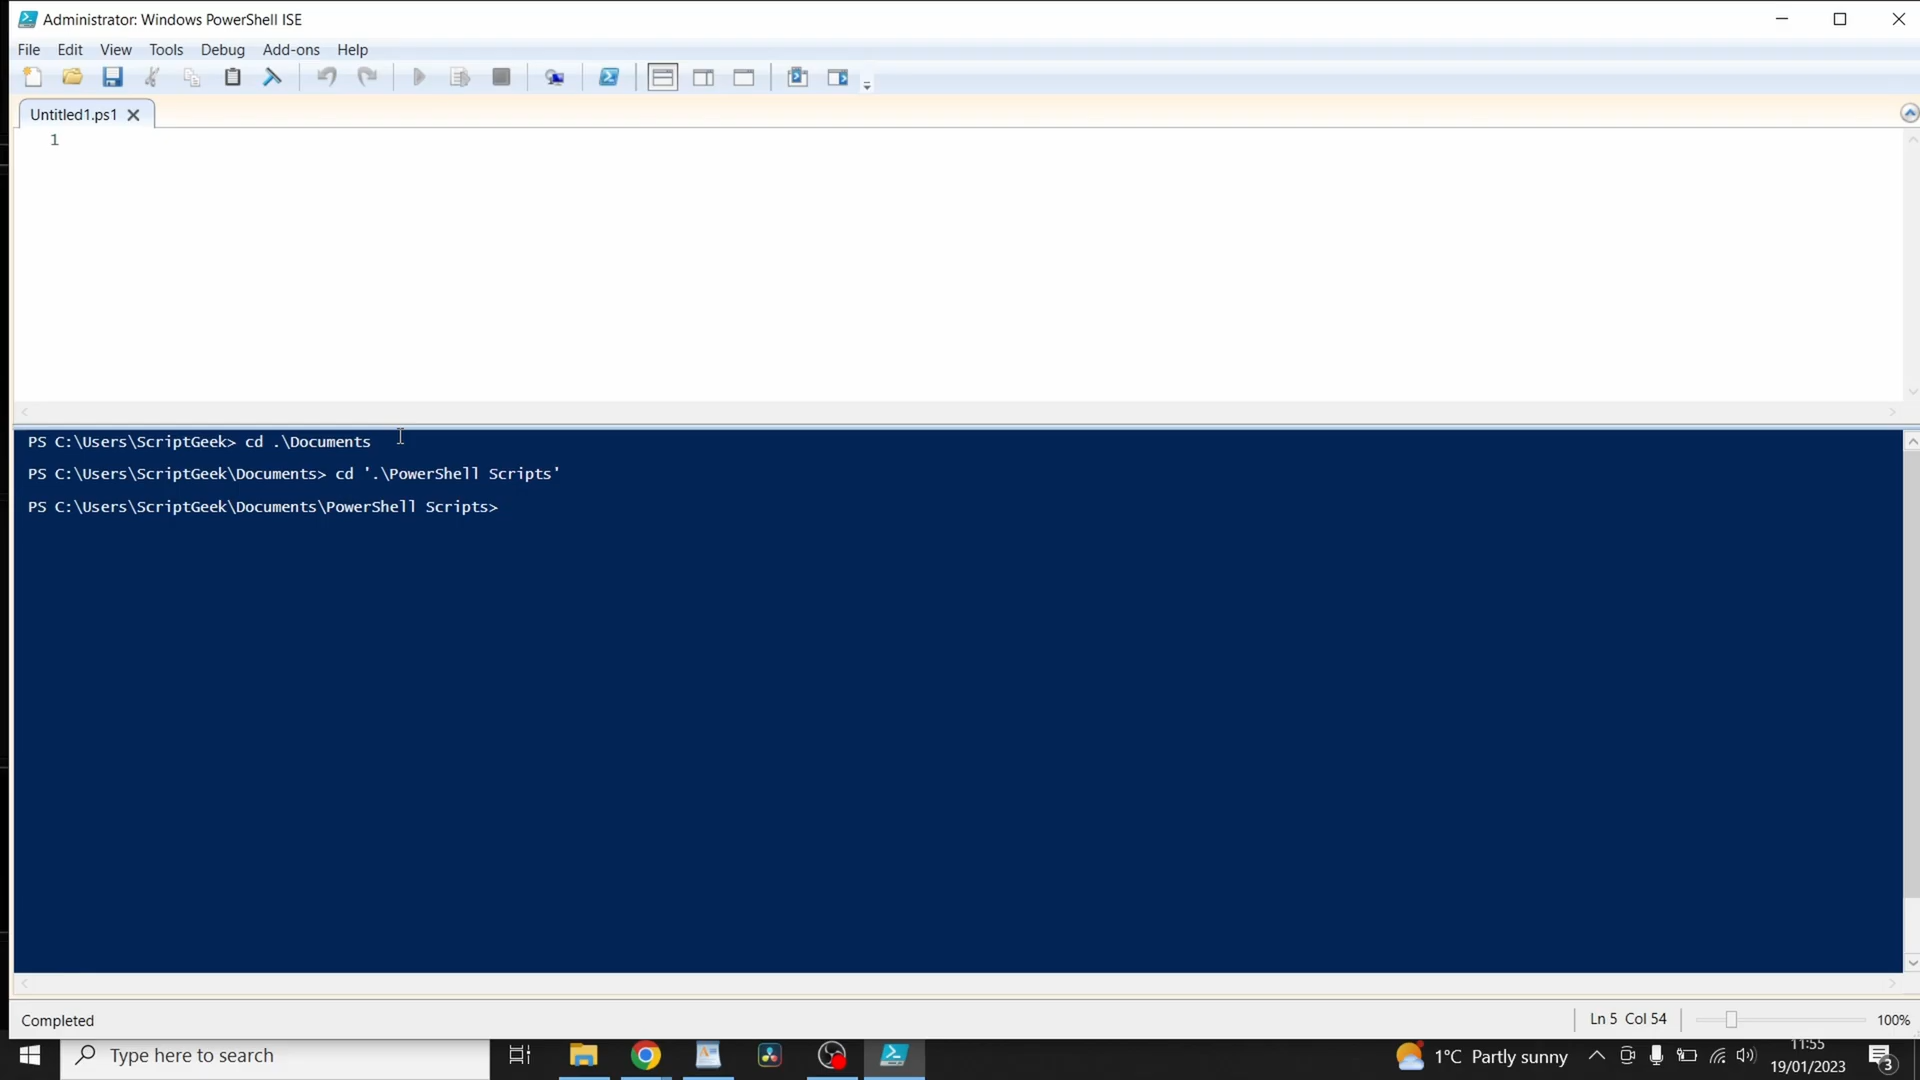 Administrator: Windows PowerShell ISE
File Edit View Tools Debug Add-ons Help
Untitled1.ps1
1
PS C:\Users\ScriptGeek> cd .\Documents
PS C:\Users\ScriptGeek\Documents> cd '.\PowerShell Scripts'
PS C:\Users\ScriptGeek\Documents\PowerShell Scripts>
Completed
Ln 5 Col 54
100%
Type here to search
1°C Partly sunny
11:55
19/01/2023
3